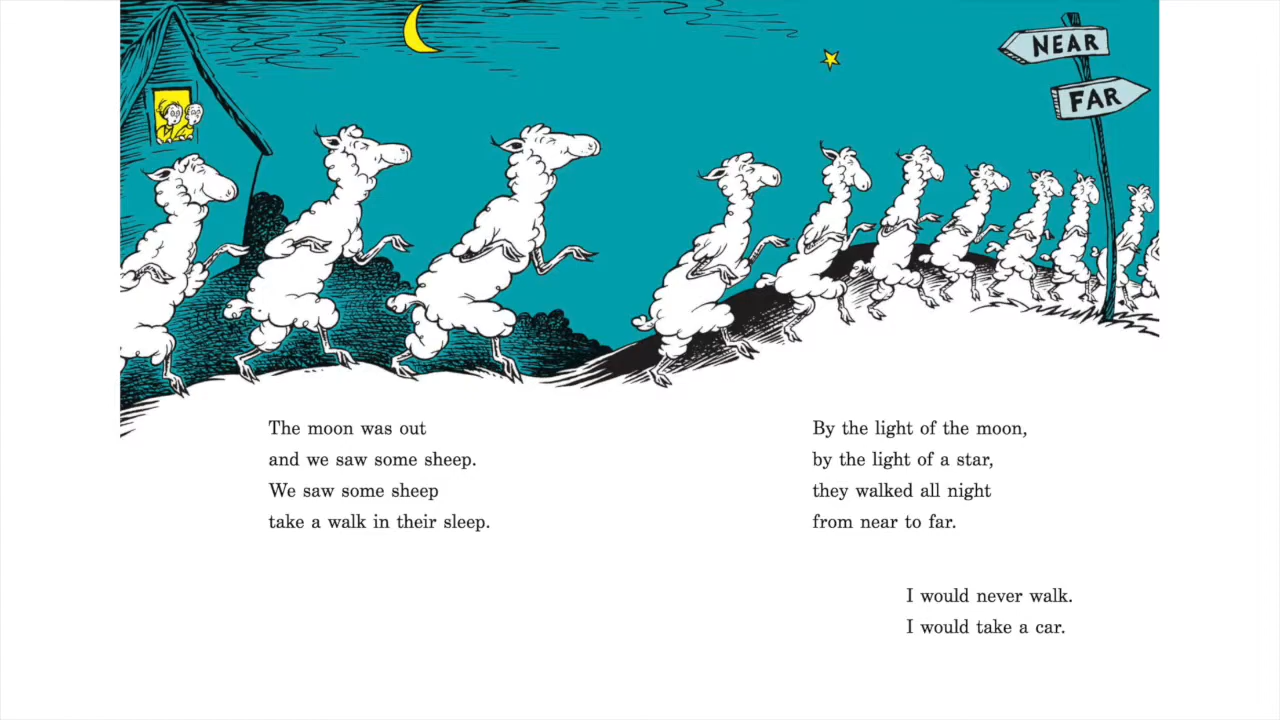 NEAR
FAR
The moon was out
and we saw some sheep.
We saw some sheep
take a walk in their sleep.
By the light of the moon,
by the light of a star,
they walked all night
from near to far.
I would never walk.
I would take a car.